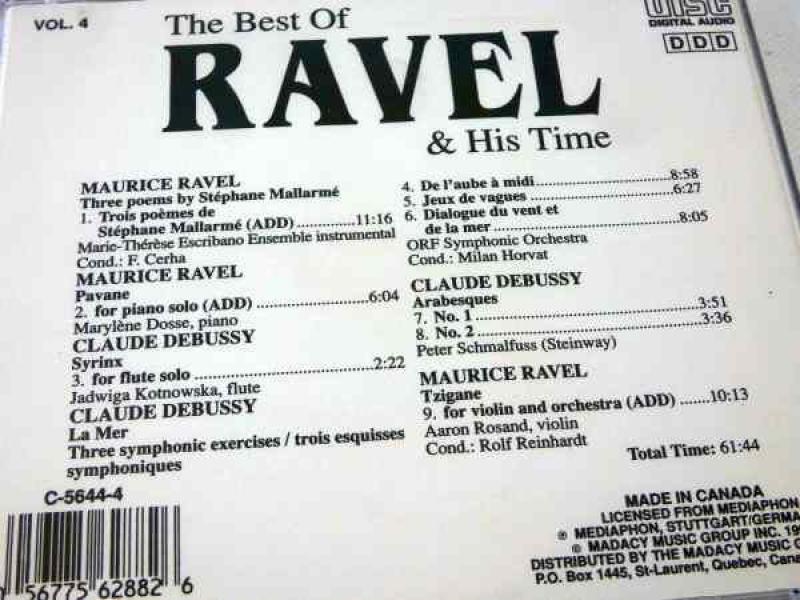 VOL. 4
The Best Of
RAVEL
& His Time
DISC
DIGITAL AUDIO
DDD
MAURICE RAVEL
Three poems by Stéphane Mallarmé
1. Trois poèmes de
Stéphane Mallarmé (ADD) ..............11:16
Marie-Thérèse Escribano Ensemble instrumental
Cond.: F. Cerha
MAURICE RAVEL
Pavane
2. for piano solo (ADD) ....................6:04
Marylène Dosse, piano
CLAUDE DEBUSSY
Syrinx
3. for flute solo ................................2:22
Jadwiga Kotnowska, flute
CLAUDE DEBUSSY
La Mer
Three symphonic exercises / trois esquisses
symphoniques
4. De l'aube à midi.........................8:58
5. Jeux de vagues ..........................6:27
6. Dialogue du vent et
de la mer ..................................8:05
ORF Symphonic Orchestra
Cond.: Milan Horvat
CLAUDE DEBUSSY
Arabesques
7. No. 1 ........................................3:51
8. No. 2 ........................................3:36
Peter Schmalfuss (Steinway)
MAURICE RAVEL
Tzigane
9. for violin and orchestra (ADD) ......10:13
Aaron Rosand, violin
Cond.: Rolf Reinhardt
Total Time: 61:44
C-5644-4
56775 62882 6
MADE IN CANADA
LICENSED FROM MEDIAPHON,
℗ MEDIAPHON, STUTTGART/GERMA
© MADACY MUSIC GROUP INC. 19
DISTRIBUTED BY THE MADACY MUSIC G
P.O. Box 1445, St-Laurent, Quebec, Cana